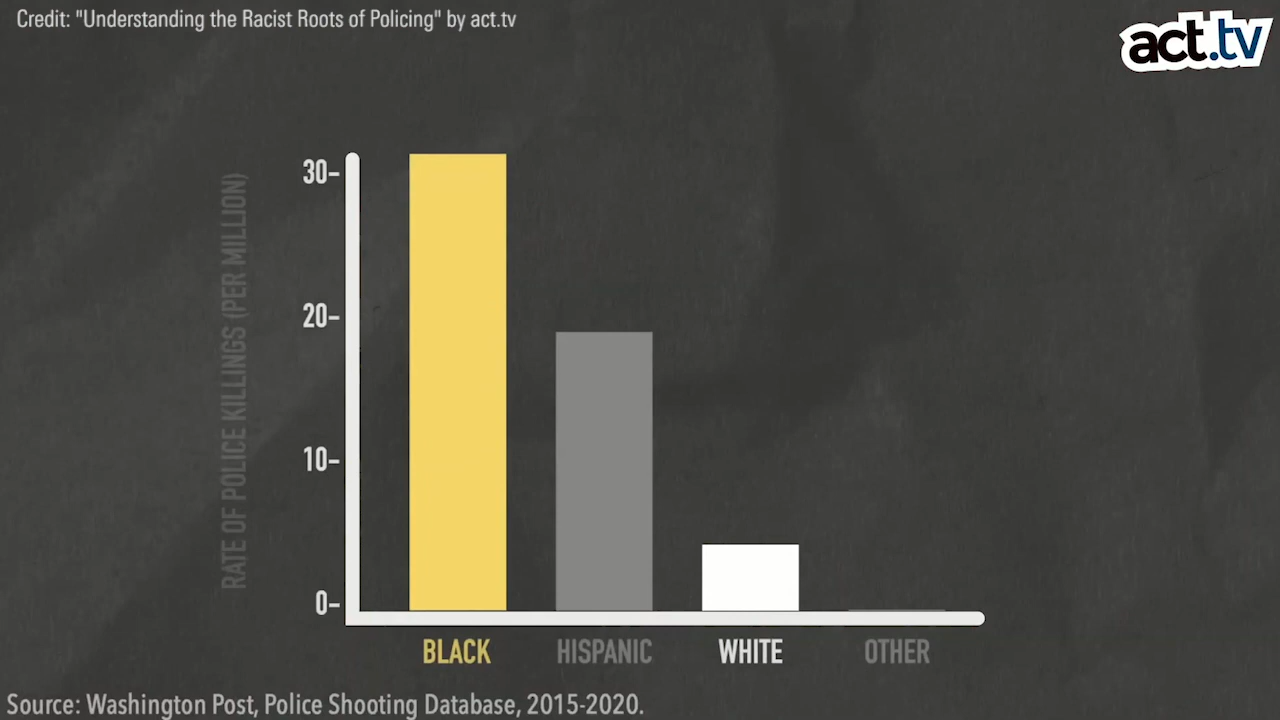 Credit: "Understanding the Racist Roots of Policing" by act.tv
act.tv
RATE OF POLICE KILLINGS (PER MILLION)
30-
20-
10-
0-
BLACK HISPANIC WHITE OTHER
Source: Washington Post, Police Shooting Database, 2015-2020.